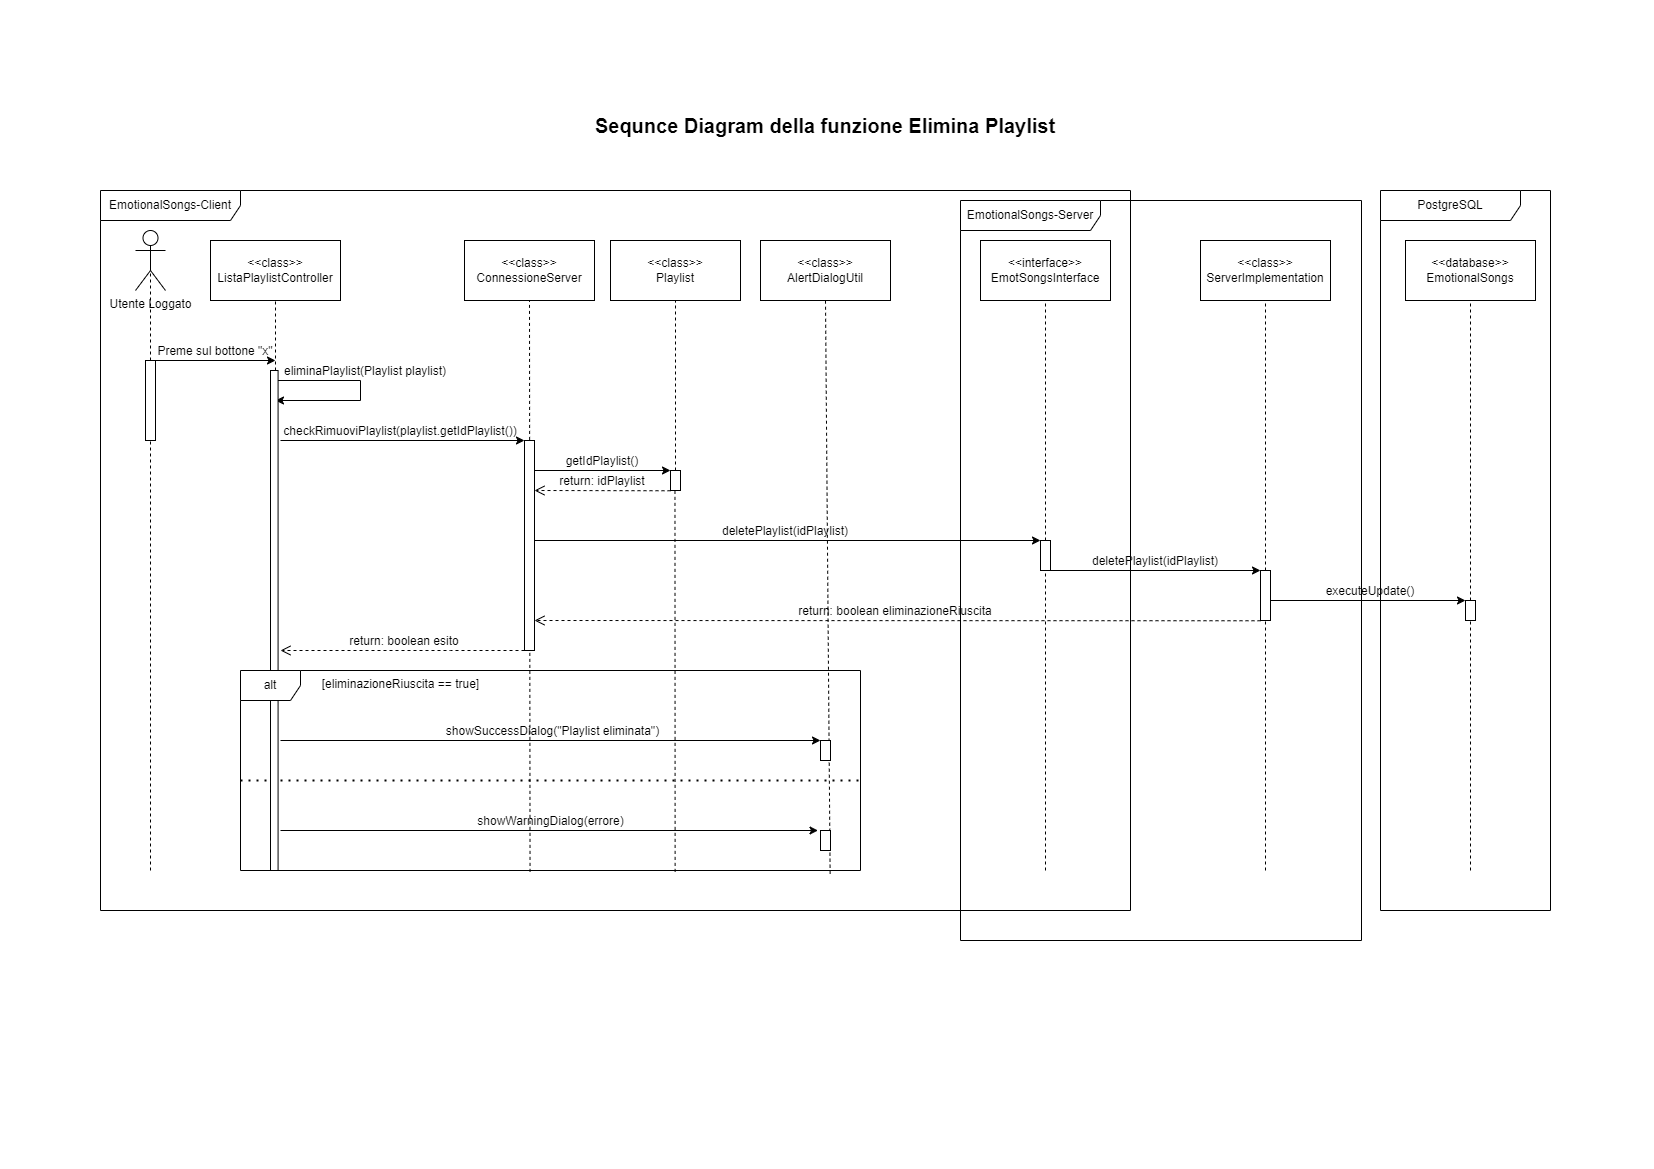 Sequnce Diagram della funzione Elimina Playlist
EmotionalSongs-Client
EmotionalSongs-Server
PostgreSQL
Utente Loggato
<<class>>
ListaPlaylistController
<<class>>
ConnessioneServer
<<class>>
Playlist
<<class>>
AlertDialogUtil
<<interface>>
EmotSongsInterface
<<class>>
ServerImplementation
<<database>>
EmotionalSongs
Preme sul bottone "x"
eliminaPlaylist(Playlist playlist)
checkRimuoviPlaylist(playlist.getIdPlaylist())
getIdPlaylist()
return: idPlaylist
deletePlaylist(idPlaylist)
deletePlaylist(idPlaylist)
executeUpdate()
return: boolean eliminazioneRiuscita
return: boolean esito
alt
[eliminazioneRiuscita == true]
showSuccessDialog("Playlist eliminata")
showWarningDialog(errore)